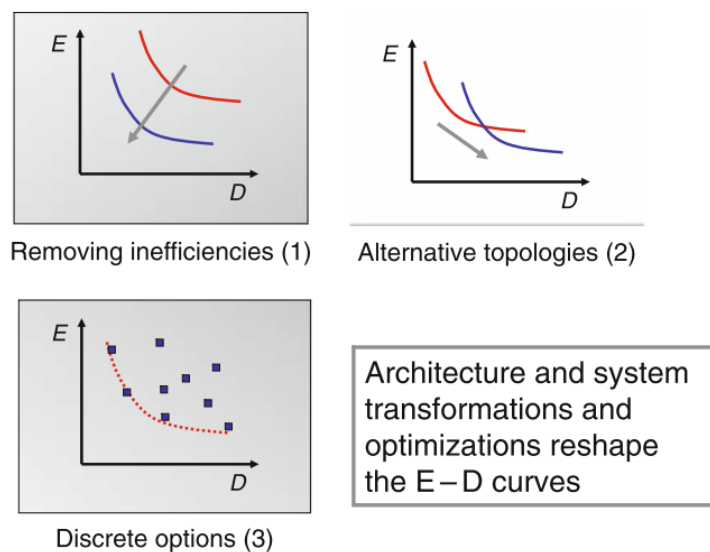 E
D
Removing inefficiencies (1)
E
D
Alternative topologies (2)
E
D
Discrete options (3)
Architecture and system
transformations and
optimizations reshape
the E–D curves